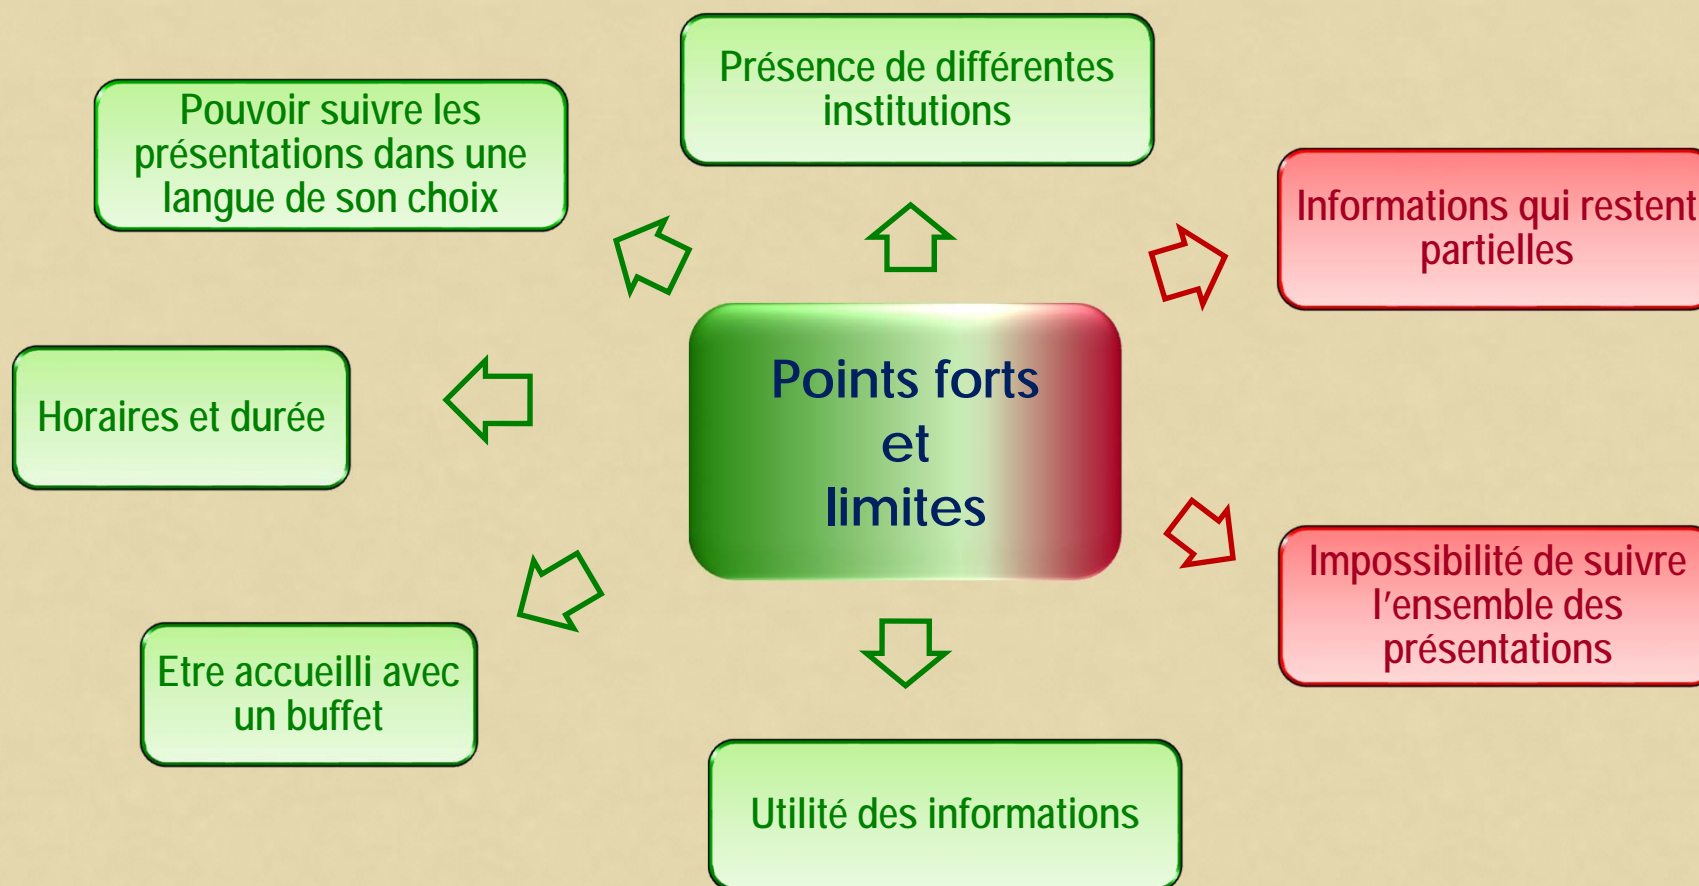 Présence de différentes
institutions
Pouvoir suivre les
présentations dans une
langue de son choix
Informations qui restent
partielles
Points forts
et
limites
Horaires et durée
Impossibilité de suivre
l’ensemble des
présentations
Etre accueilli avec
un buffet
Utilité des informations